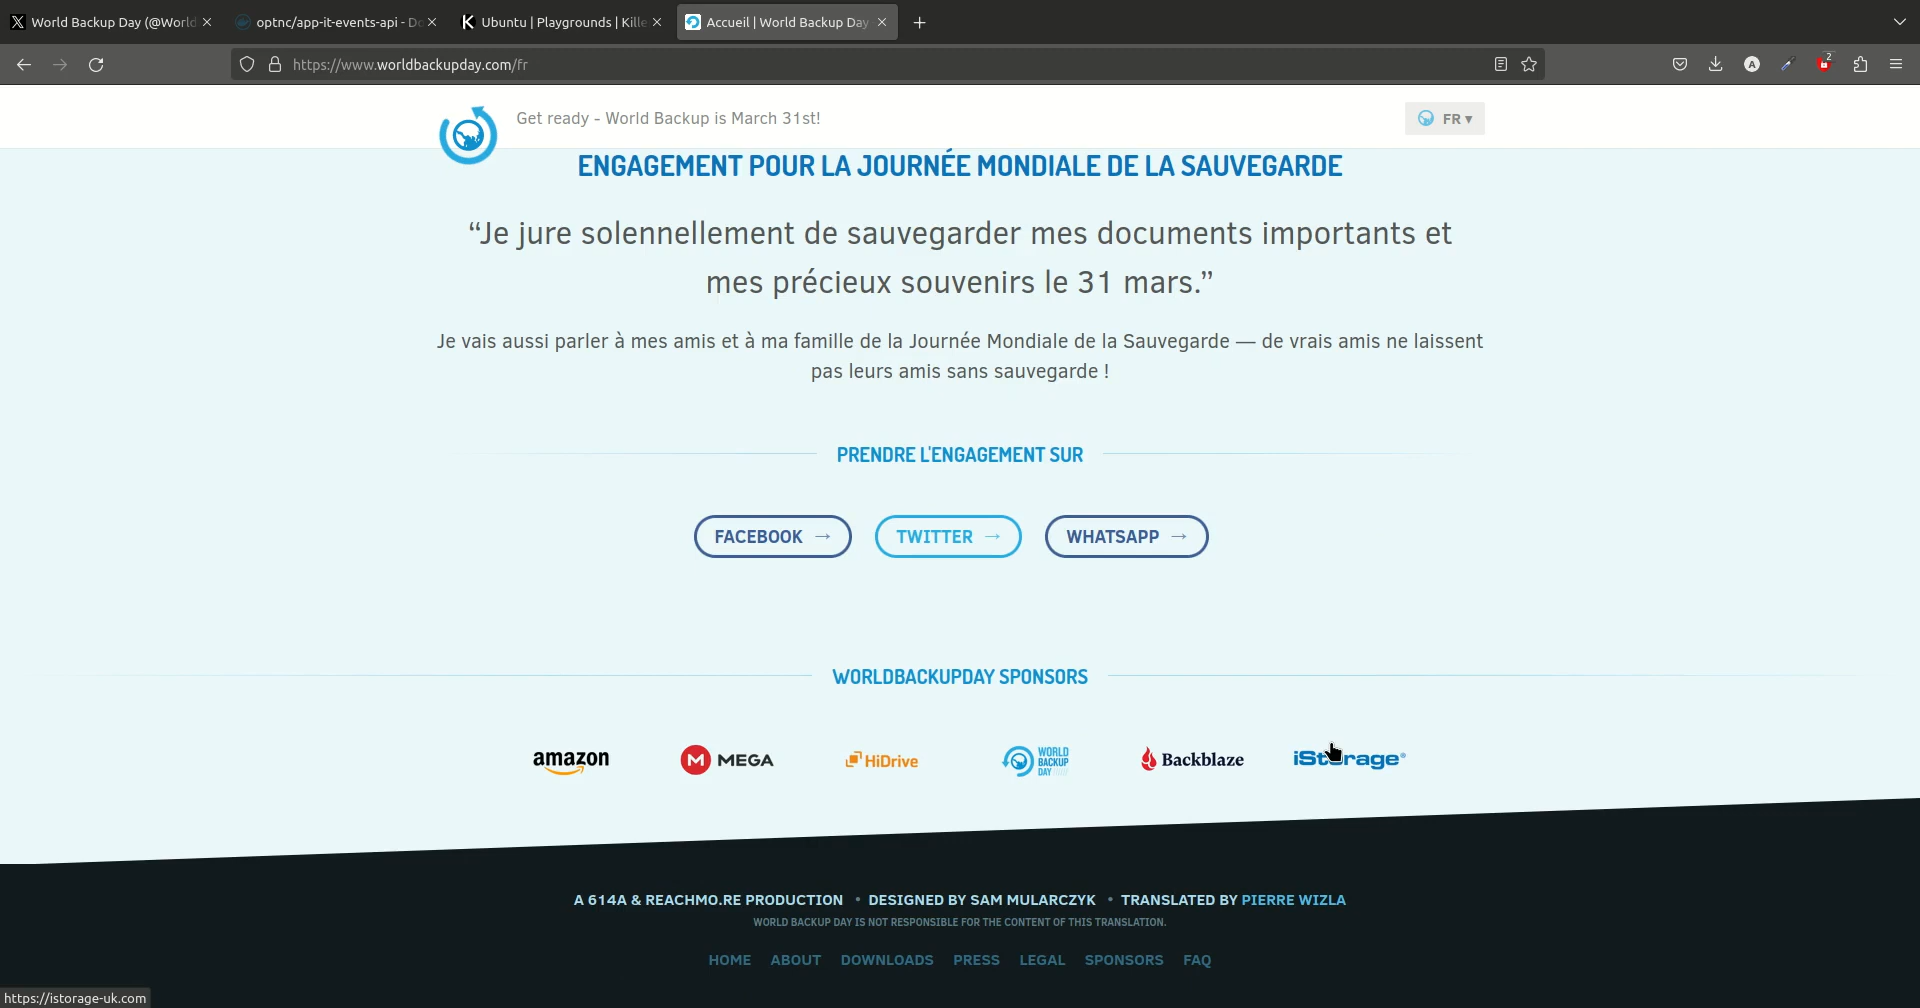 World Backup Day (@World
optnc/app-it-events-api - Do
Ubuntu | Playgrounds | Kille
Accueil | World Backup Day
https://www.worldbackupday.com/fr
A
2
Get ready - World Backup is March 31st!
FR ▾
ENGAGEMENT POUR LA JOURNÉE MONDIALE DE LA SAUVEGARDE
“Je jure solennellement de sauvegarder mes documents importants et
mes précieux souvenirs le 31 mars.”
Je vais aussi parler à mes amis et à ma famille de la Journée Mondiale de la Sauvegarde — de vrais amis ne laissent
pas leurs amis sans sauvegarde !
PRENDRE L'ENGAGEMENT SUR
FACEBOOK →
TWITTER →
WHATSAPP →
WORLDBACKUPDAY SPONSORS
amazon
M MEGA
HiDrive
WORLD
BACKUP
DAY
Backblaze
iStorage®
A 614A & REACHMO.RE PRODUCTION • DESIGNED BY SAM MULARCZYK • TRANSLATED BY PIERRE WIZLA
WORLD BACKUP DAY IS NOT RESPONSIBLE FOR THE CONTENT OF THIS TRANSLATION.
HOME ABOUT DOWNLOADS PRESS LEGAL SPONSORS FAQ
https://istorage-uk.com